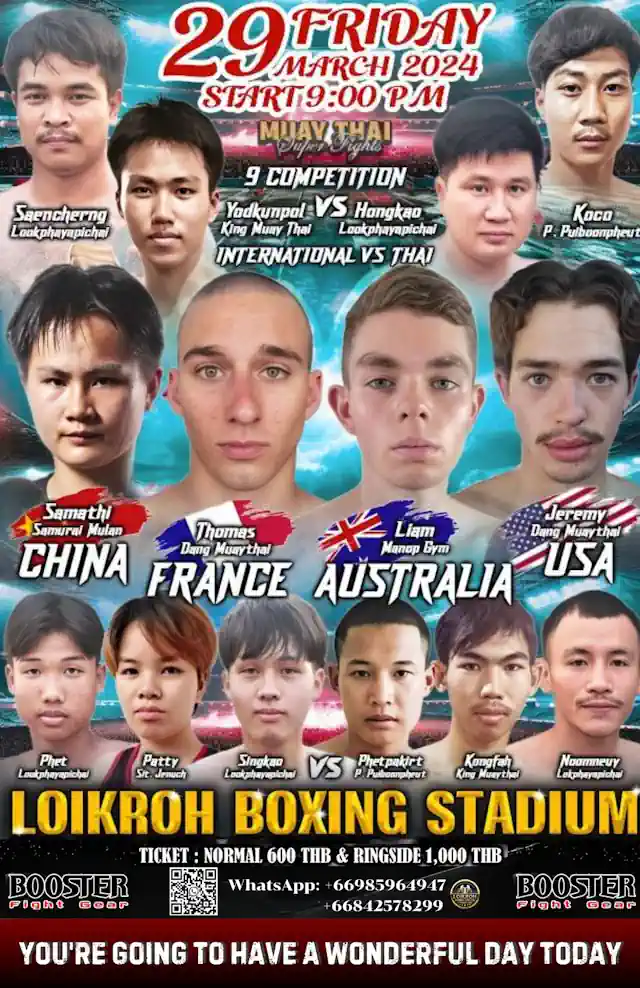 29 FRIDAY
MARCH 2024
START 9:00 PM
MUAY THAI
Super Fights
9 COMPETITION
Saencherng
Lookphayapichai
Yodkunpol VS Hongkao
King Muay Thai Lookphayapichai
Koco
P. Puiboonpheut
INTERNATIONAL VS THAI
Samathi
Samurai Mulan
CHINA
Thomas
Dang Muaythai
FRANCE
Liam
Manop Gym
AUSTRALIA
Jeremy
Dang Muaythai
USA
Phet
Lookphayapichai
Patty
Sit. Jenuch
Singkao
Lookphayapichai
VS
Phetpakirt
P. Puiboonpheut
Kongfah
King Muaythai
Noomneuy
Lokphayapichai
LOIKROH BOXING STADIUM
TICKET : NORMAL 600 THB & RINGSIDE 1,000 THB
BOOSTER
Fight Gear
WhatsApp: +66985964947
+66842578299
BOOSTER
Fight Gear
YOU'RE GOING TO HAVE A WONDERFUL DAY TODAY